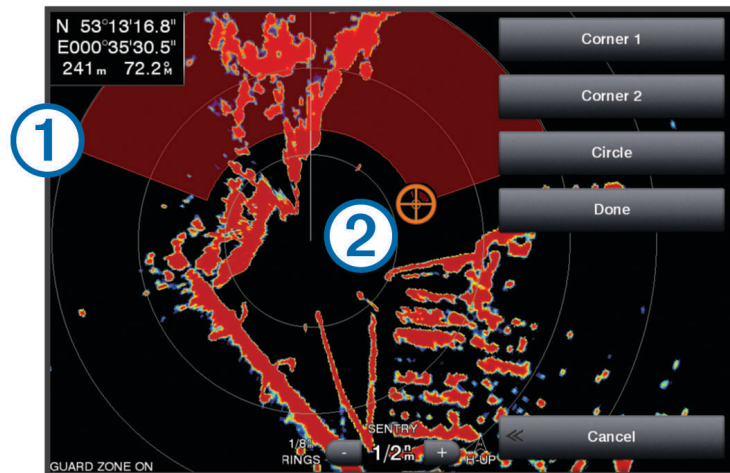 N 53°13'16.8"
E000°35'30.5"
241 m 72.2°M
Corner 1
Corner 2
Circle
Done
1
2
SENTRY
1/8
RINGS
- 1/2 nm +
H-UP
Cancel
GUARD ZONE ON